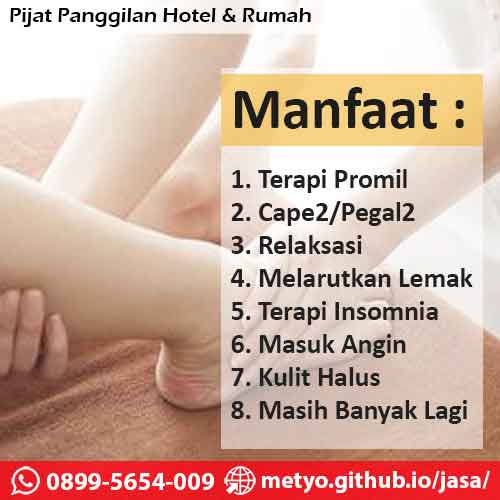 Pijat Panggilan Hotel & Rumah
Manfaat :
1. Terapi Promil
2. Cape2/Pegal2
3. Relaksasi
4. Melarutkan Lemak
5. Terapi Insomnia
6. Masuk Angin
7. Kulit Halus
8. Masih Banyak Lagi
0899-5654-009 metyo.github.io/jasa/